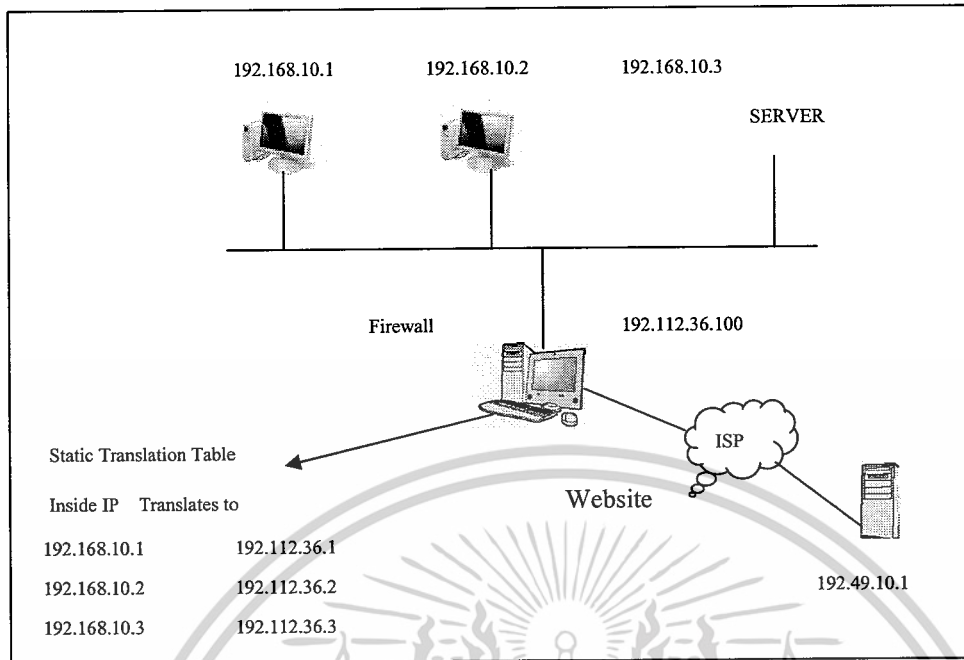 192.168.10.1 192.168.10.2 192.168.10.3
SERVER
Firewall 192.112.36.100
ISP
Static Translation Table
Website
Inside IP Translates to
192.168.10.1 192.112.36.1
192.168.10.2 192.112.36.2
192.168.10.3 192.112.36.3
192.49.10.1